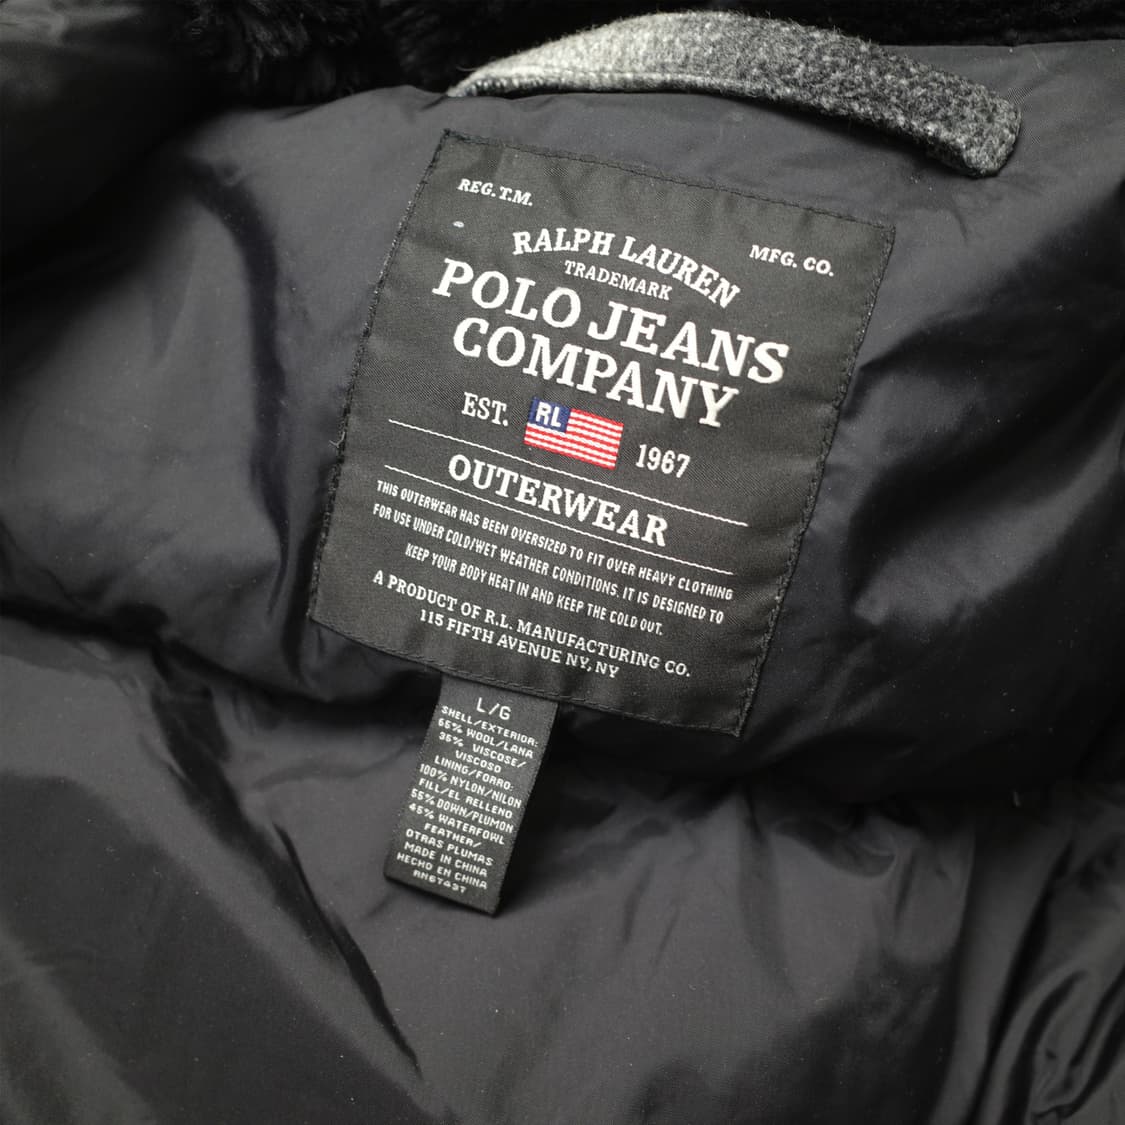 REG. T.M.
MFG. CO.
RALPH LAUREN
TRADEMARK
POLO JEANS
COMPANY
EST. RL 1967
OUTERWEAR
THIS OUTERWEAR HAS BEEN OVERSIZED TO FIT OVER HEAVY CLOTHING
FOR USE UNDER COLD/WET WEATHER CONDITIONS. IT IS DESIGNED TO
KEEP YOUR BODY HEAT IN AND KEEP THE COLD OUT.
A PRODUCT OF R.L. MANUFACTURING CO.
115 FIFTH AVENUE NY, NY
L/G
SHELL/EXTERIOR:
65% WOOL/LANA
35% VISCOSE/
VISCOSO
LINING/FORRO:
100% NYLON/NILON
FILL/EL RELLENO
55% DOWN/PLUMON
45% WATERFOWL
FEATHER/
OTRAS PLUMAS
MADE IN CHINA
HECHO EN CHINA
RN67437